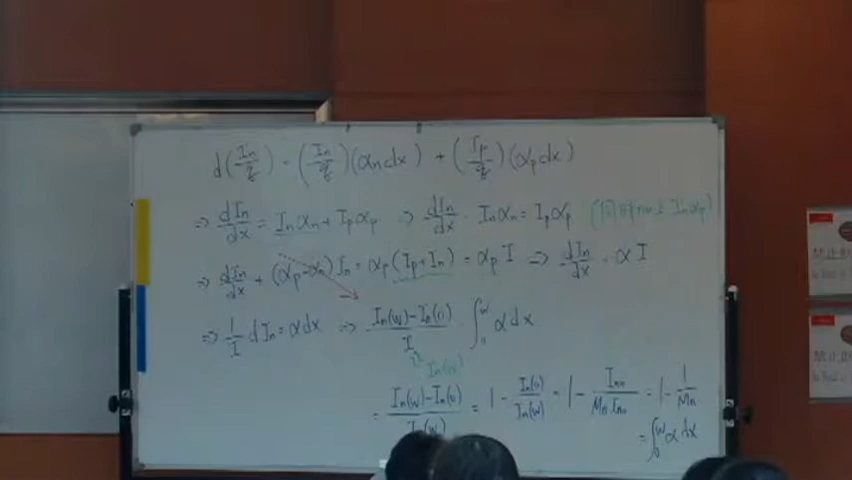 d(In/q) = (In/q)(αn dx) + (Ip/q)(αp dx)
⇒ dIn/dx = In αn + Ip αp ⇒ dIn/dx - In αn = Ip αp
⇒ dIn/dx + (αp - αn) In = αp (Ip + In) = αp I ⇒ dIn/dx = α I
⇒ 1/I dIn = α dx ⇒ (In(W) - In(0))/I = ∫₀^W α dx
In(W)
= (In(W) - In(0))/In(W) = 1 - In(0)/In(W) = 1 - Ino/(Mn Ino) = 1 - 1/Mn
= ∫₀^W α dx